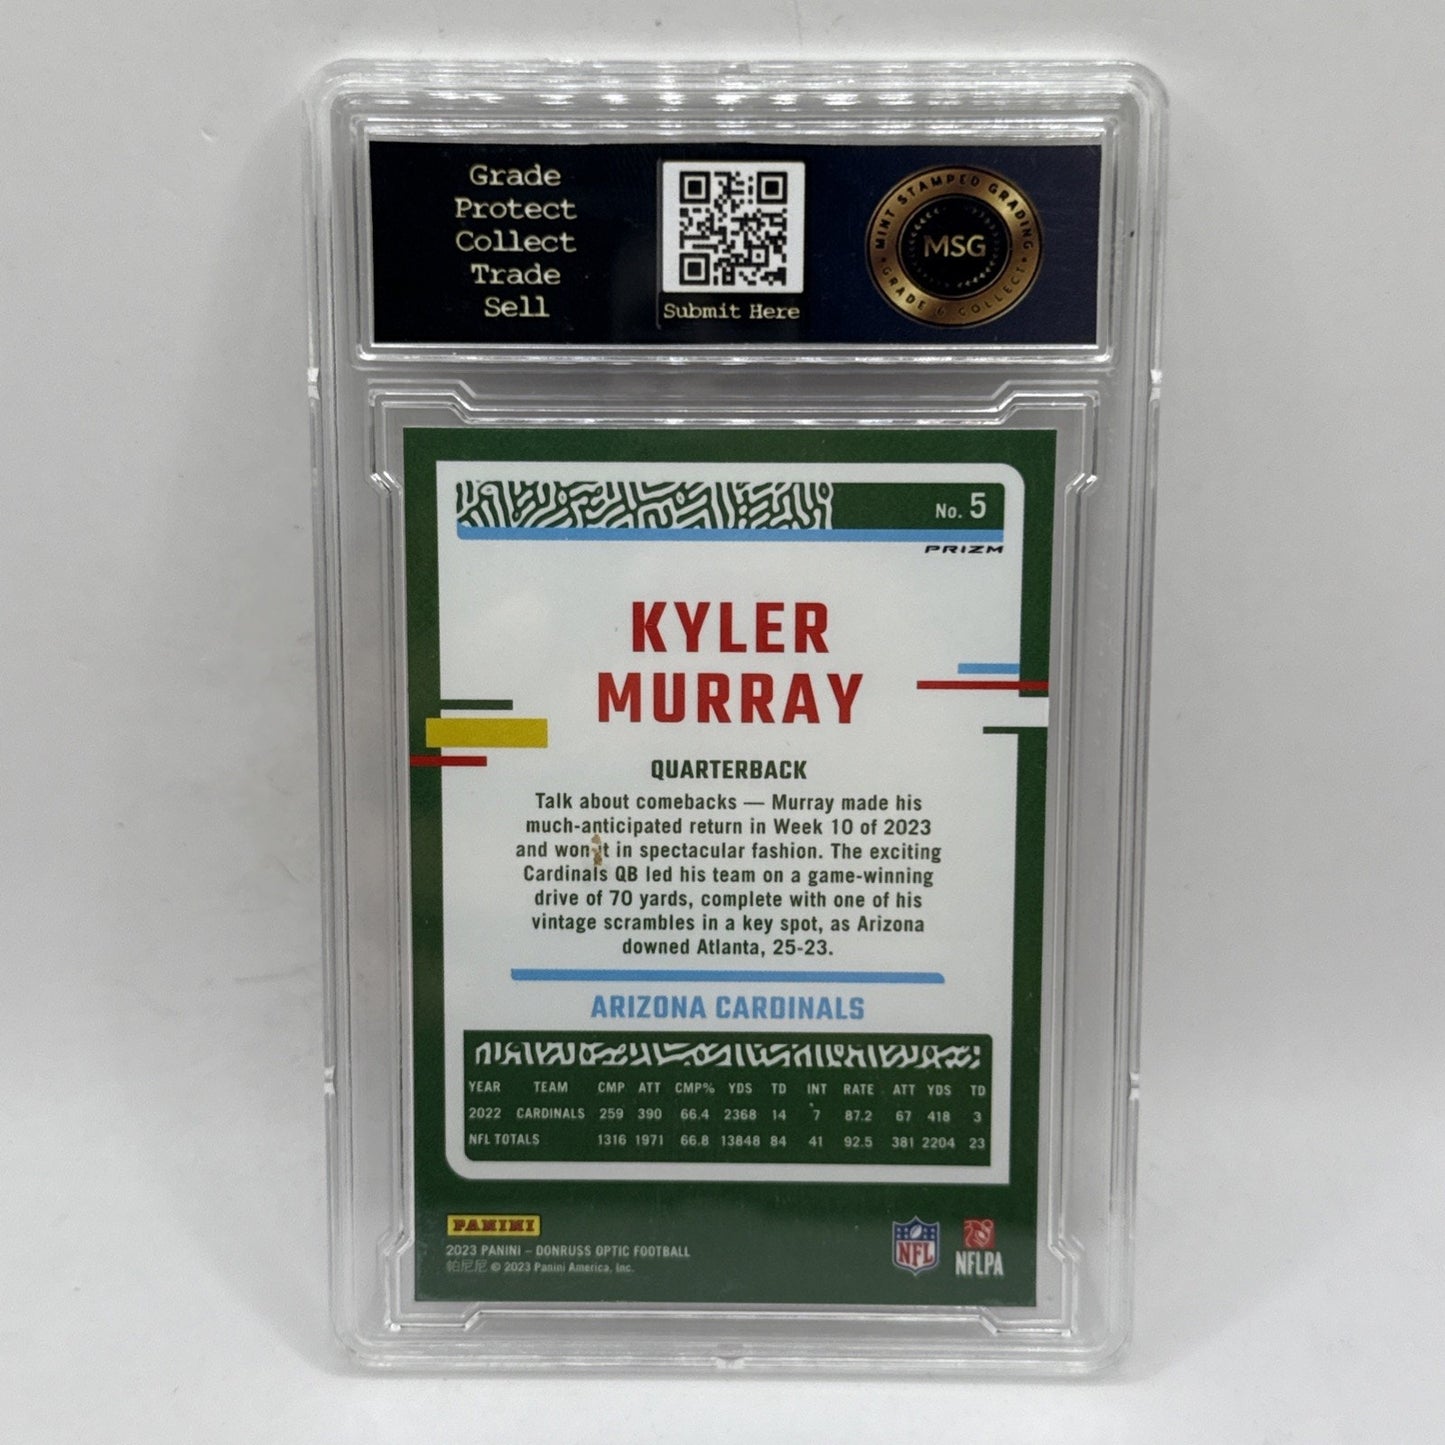 Grade
Protect
Collect
Trade
Sell
Submit Here
MINT STAMPED GRADING
MSG
GRADE & COLLECT
No. 5
PRIZM
KYLER
MURRAY
QUARTERBACK
Talk about comebacks — Murray made his
much-anticipated return in Week 10 of 2023
and won it in spectacular fashion. The exciting
Cardinals QB led his team on a game-winning
drive of 70 yards, complete with one of his
vintage scrambles in a key spot, as Arizona
downed Atlanta, 25-23.
ARIZONA CARDINALS
YEAR TEAM CMP ATT CMP% YDS TD INT RATE ATT YDS TD
2022 CARDINALS 259 390 66.4 2368 14 7 87.2 67 418 3
NFL TOTALS 1316 1971 66.8 13848 84 41 92.5 381 2204 23
PANINI
2023 PANINI – DONRUSS OPTIC FOOTBALL
帕尼尼 © 2023 Panini America, Inc.
NFL
NFLPA